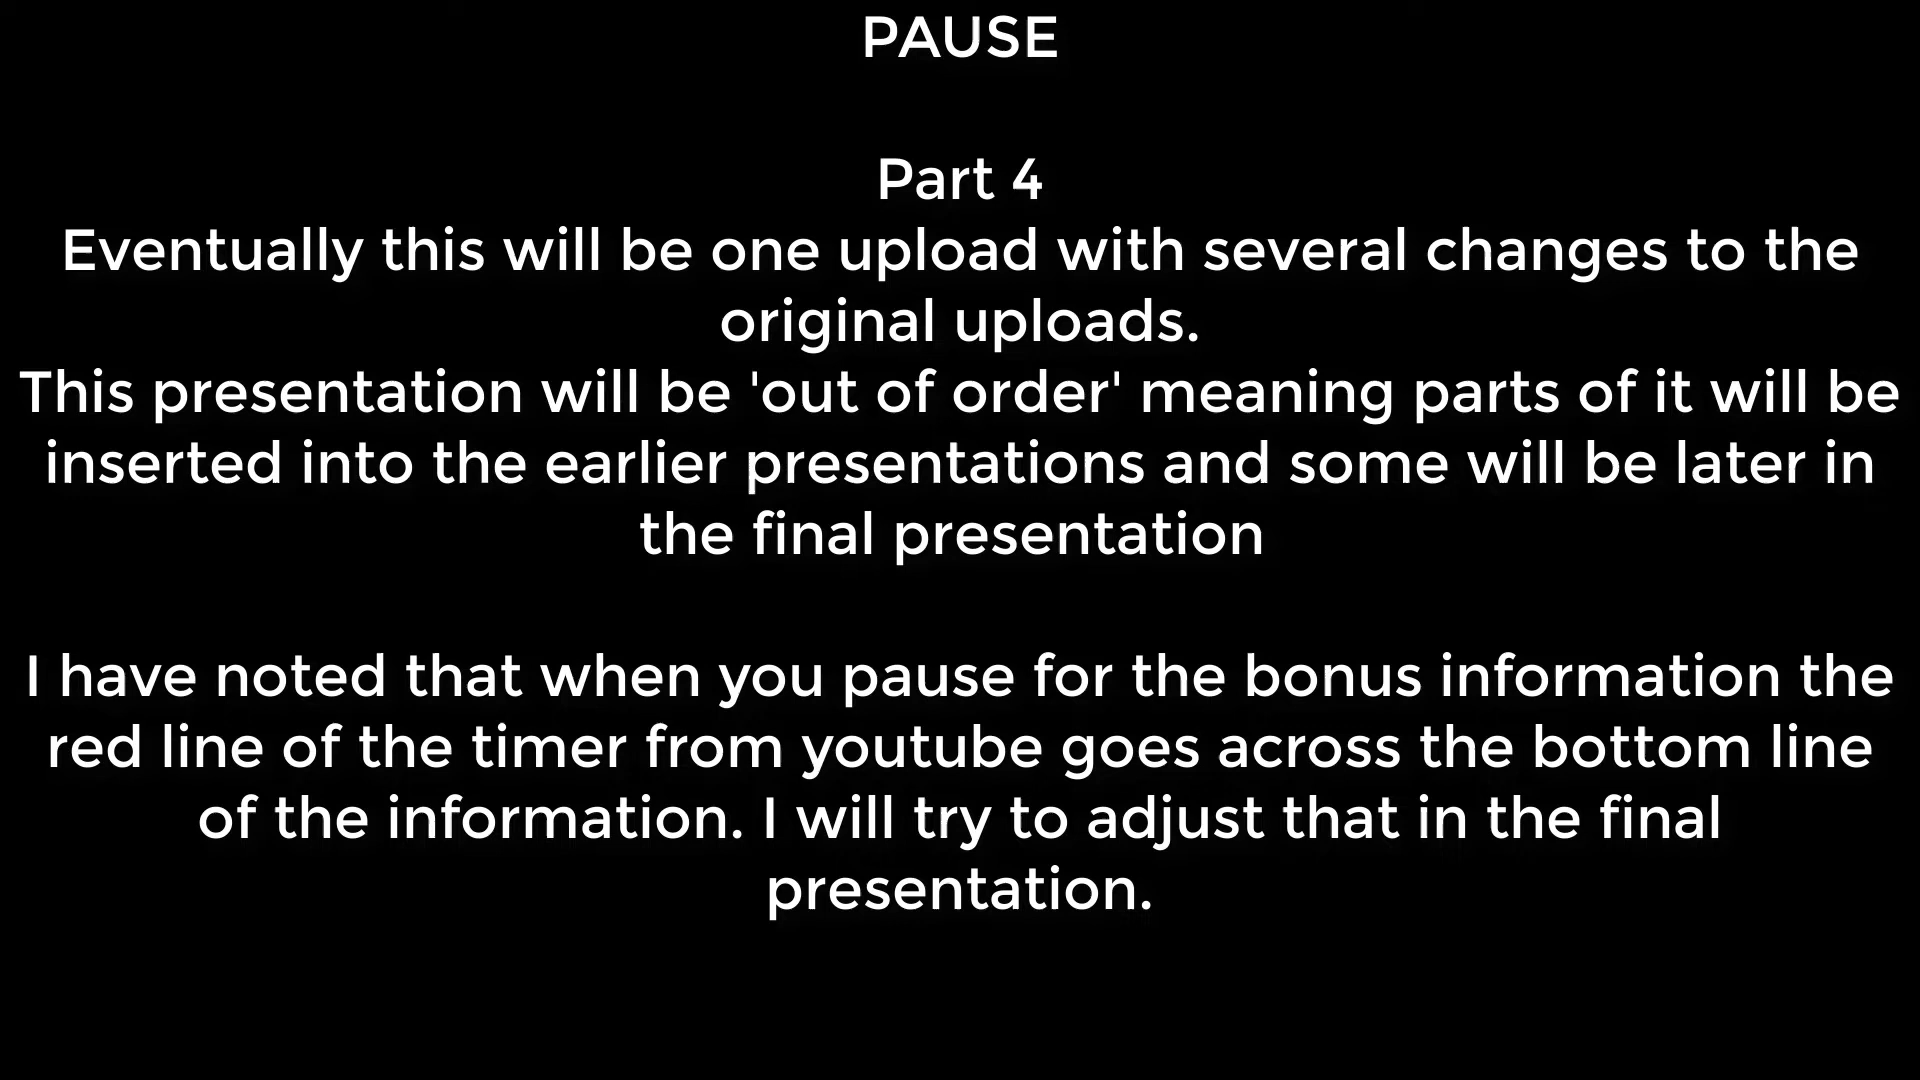 PAUSE
Part 4
Eventually this will be one upload with several changes to the
original uploads.
This presentation will be 'out of order' meaning parts of it will be
inserted into the earlier presentations and some will be later in
the final presentation
I have noted that when you pause for the bonus information the
red line of the timer from youtube goes across the bottom line
of the information. I will try to adjust that in the final
presentation.